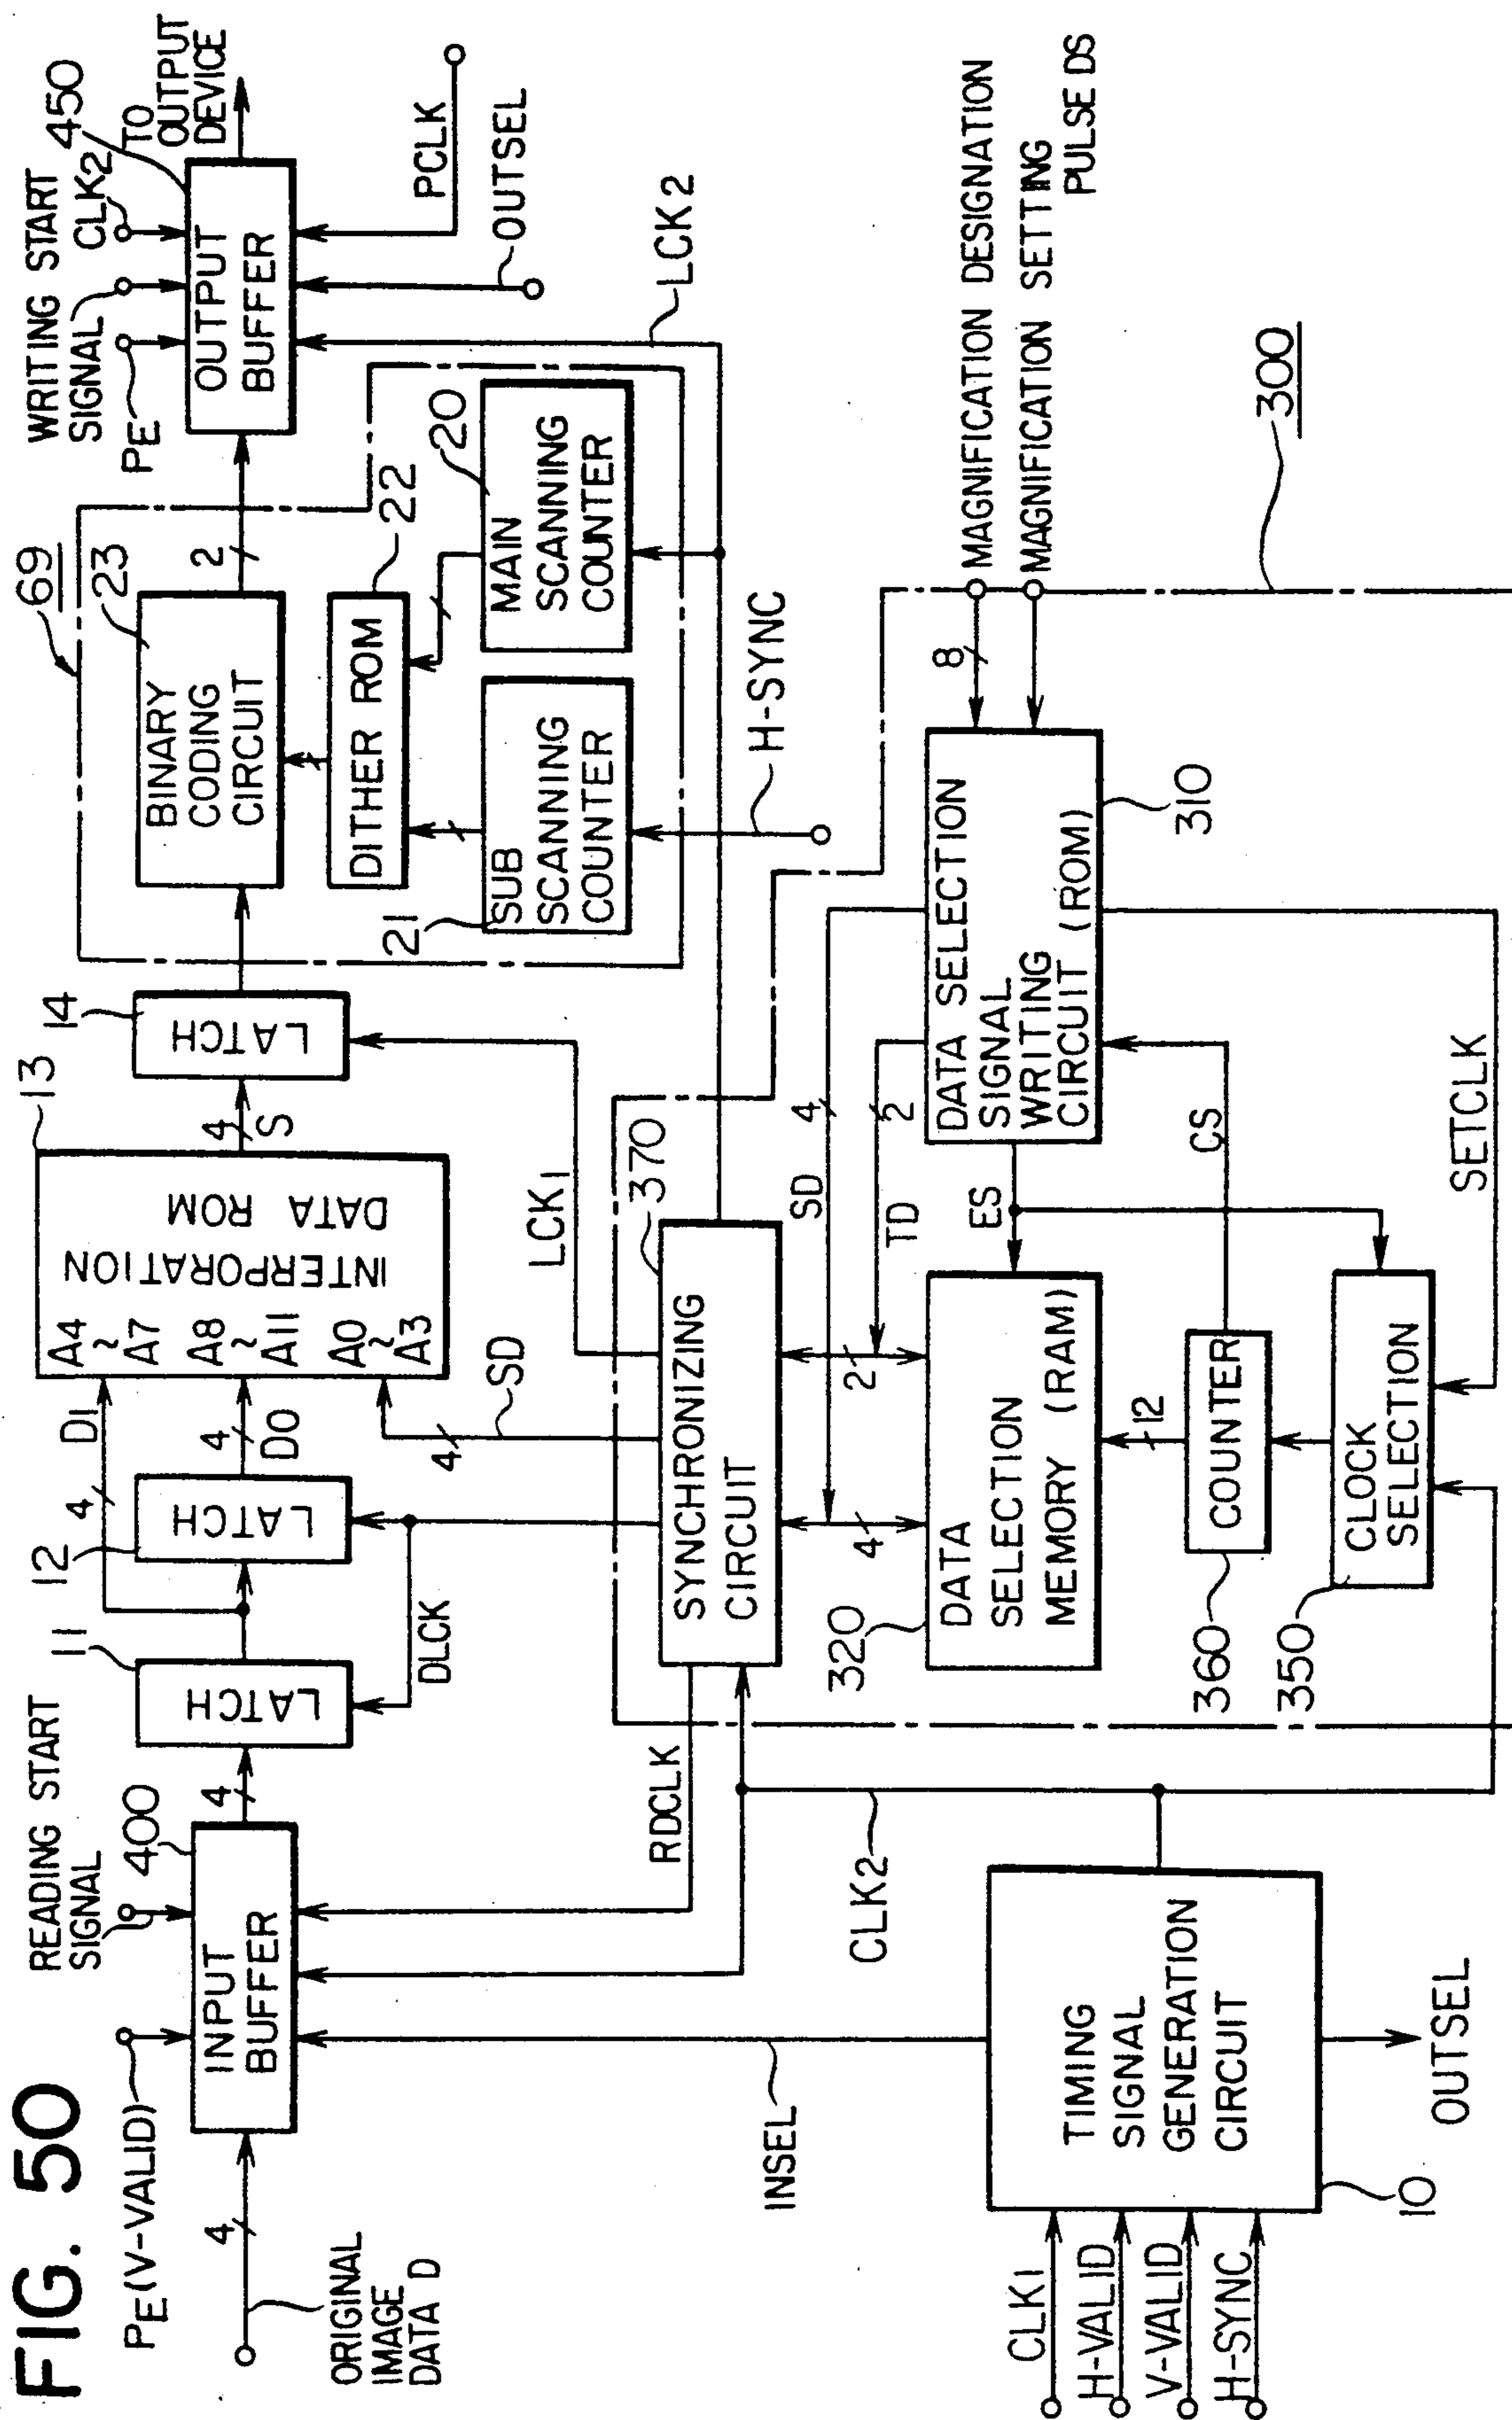 FIG. 50
PE (V-VALID)
READING START
SIGNAL
400
4
ORIGINAL
IMAGE
DATA D
INPUT
BUFFER
4
11
LATCH
DLCK
12
LATCH
4
D1
4
D0
13
A4
~
A7
A8
~
A11
A0
~
A3
INTERPORATION
DATA ROM
4
S
14
LATCH
69
23
BINARY
CODING
CIRCUIT
2
22
DITHER ROM
21
SUB
SCANNING
COUNTER
20
MAIN
SCANNING
COUNTER
WRITING START
SIGNAL
PE
CLK2
450
OUTPUT
BUFFER
TO
OUTPUT
DEVICE
PCLK
OUTSEL
LCK2
H-SYNC
LCK1
4
SD
RDCLK
370
SYNCHRONIZING
CIRCUIT
4
2
SD
4
TD
2
320
DATA
SELECTION
MEMORY (RAM)
ES
DATA SELECTION
SIGNAL
WRITING
CIRCUIT (ROM)
310
8
MAGNIFICATION DESIGNATION
MAGNIFICATION SETTING
PULSE DS
300
12
CS
COUNTER
360
CLOCK
SELECTION
350
SETCLK
INSEL
CLK2
TIMING
SIGNAL
GENERATION
CIRCUIT
10
CLK1
H-VALID
V-VALID
H-SYNC
OUTSEL